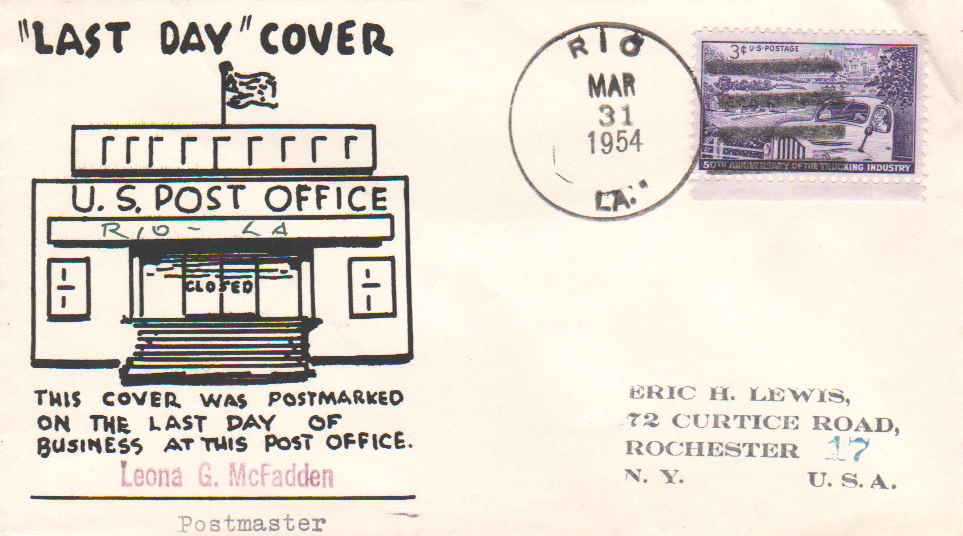 "LAST DAY" COVER
U.S. POST OFFICE
RIO - LA
CLOSED
THIS COVER WAS POSTMARKED
ON THE LAST DAY OF
BUSINESS AT THIS POST OFFICE.
Leona G. McFadden
Postmaster
RIO
MAR
31
1954
LA.
3¢ U.S. POSTAGE
50TH ANNIVERSARY OF THE TRUCKING INDUSTRY
ERIC H. LEWIS,
72 CURTICE ROAD,
ROCHESTER 17
N. Y. U. S. A.